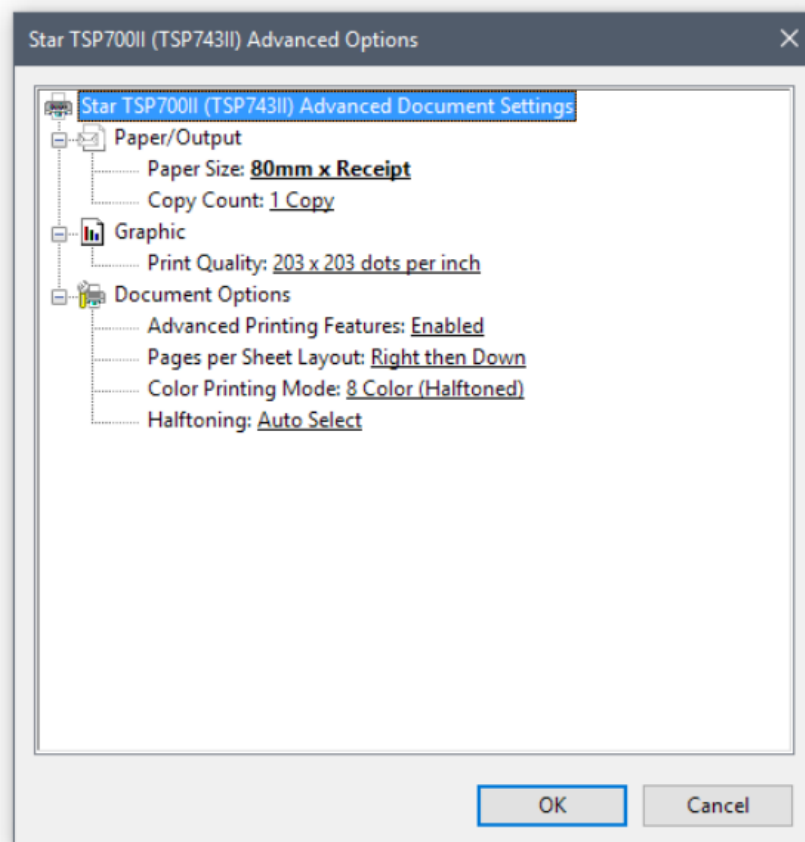 Star TSP700II (TSP743II) Advanced Options
Star TSP700II (TSP743II) Advanced Document Settings
Paper/Output
Paper Size: 80mm x Receipt
Copy Count: 1 Copy
Graphic
Print Quality: 203 x 203 dots per inch
Document Options
Advanced Printing Features: Enabled
Pages per Sheet Layout: Right then Down
Color Printing Mode: 8 Color (Halftoned)
Halftoning: Auto Select
OK Cancel